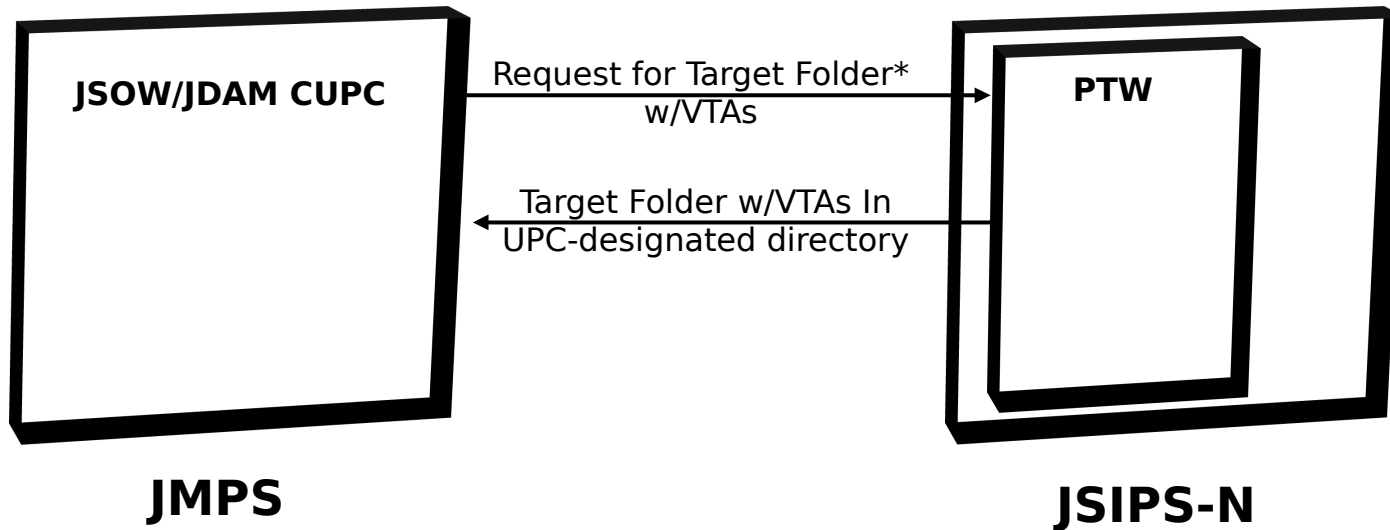 JSOW/JDAM CUPC
Request for Target Folder*
w/VTAs
PTW
Target Folder w/VTAs In
UPC-designated directory
JMPS
JSIPS-N